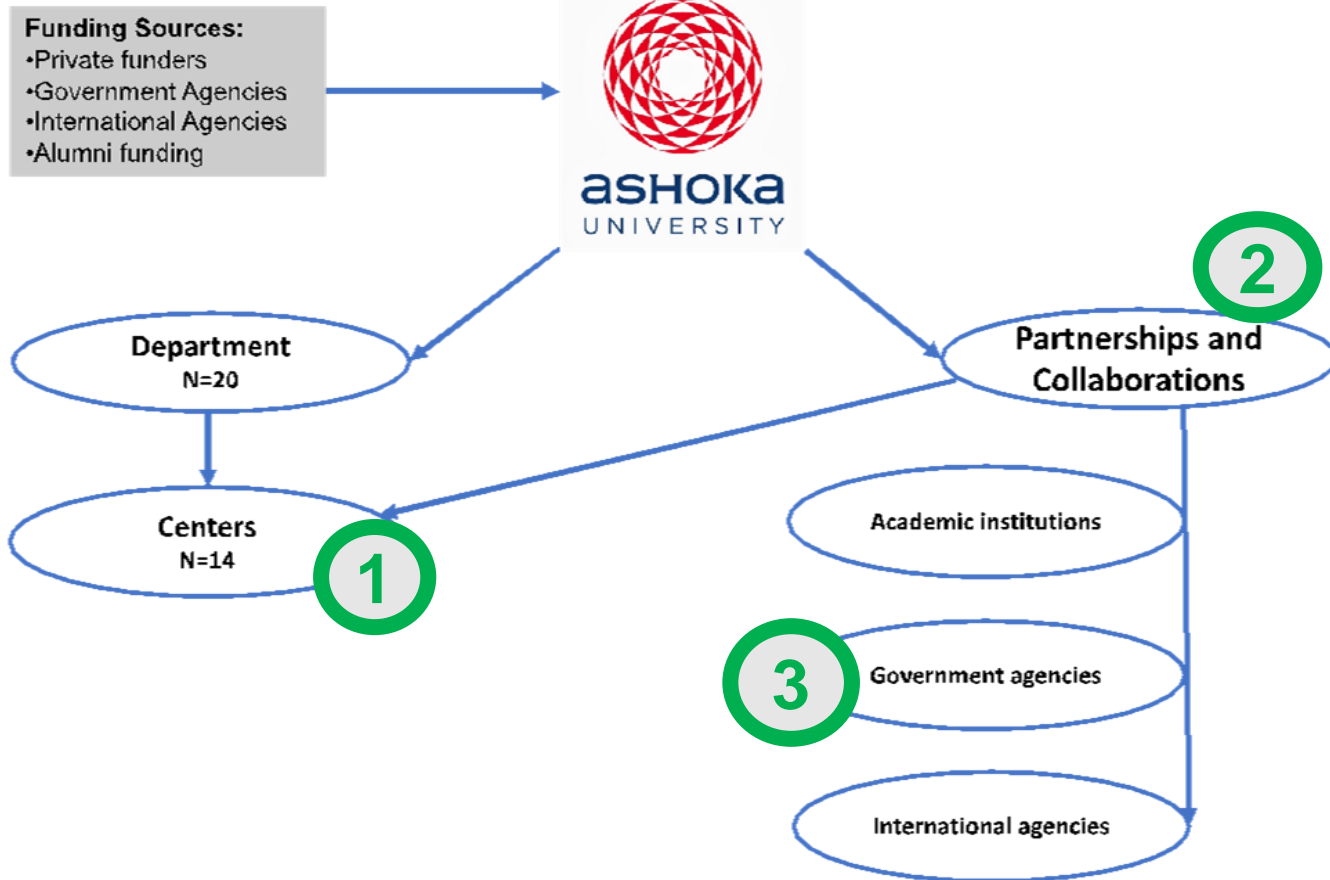 Funding Sources:
•Private funders
•Government Agencies
•International Agencies
•Alumni funding
asHOKa
UNIVERSITY
2
Department
N=20
Partnerships and
Collaborations
Centers
N=14
1
Academic institutions
3
Government agencies
International agencies